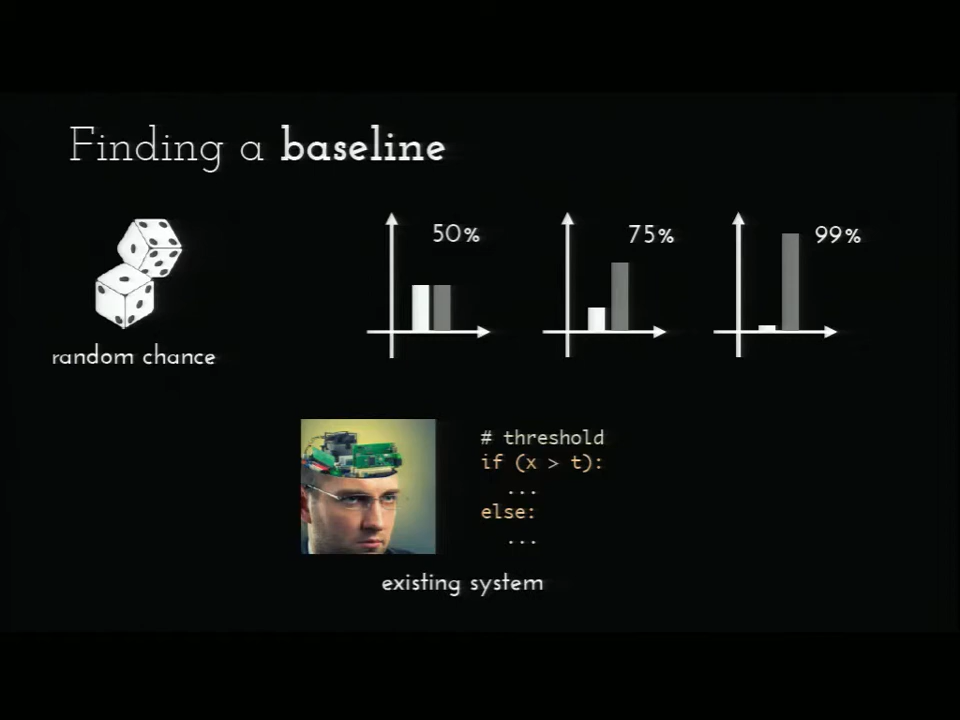 Finding a baseline
50%
75%
99%
random chance
# threshold
if (x > t):
...
else:
...
existing system